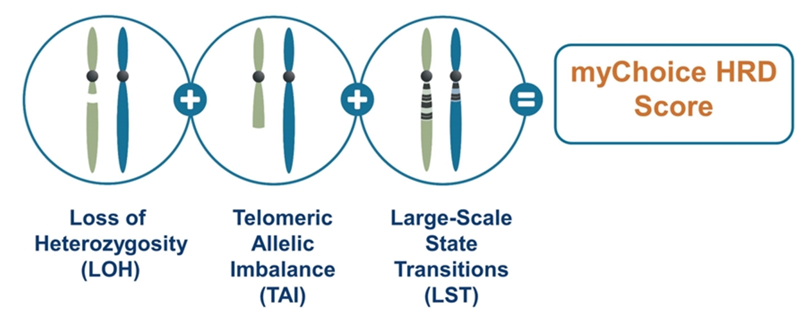 +
+
=
myChoice HRD
Score
Loss of
Heterozygosity
(LOH)
Telomeric
Allelic
Imbalance
(TAI)
Large-Scale
State
Transitions
(LST)